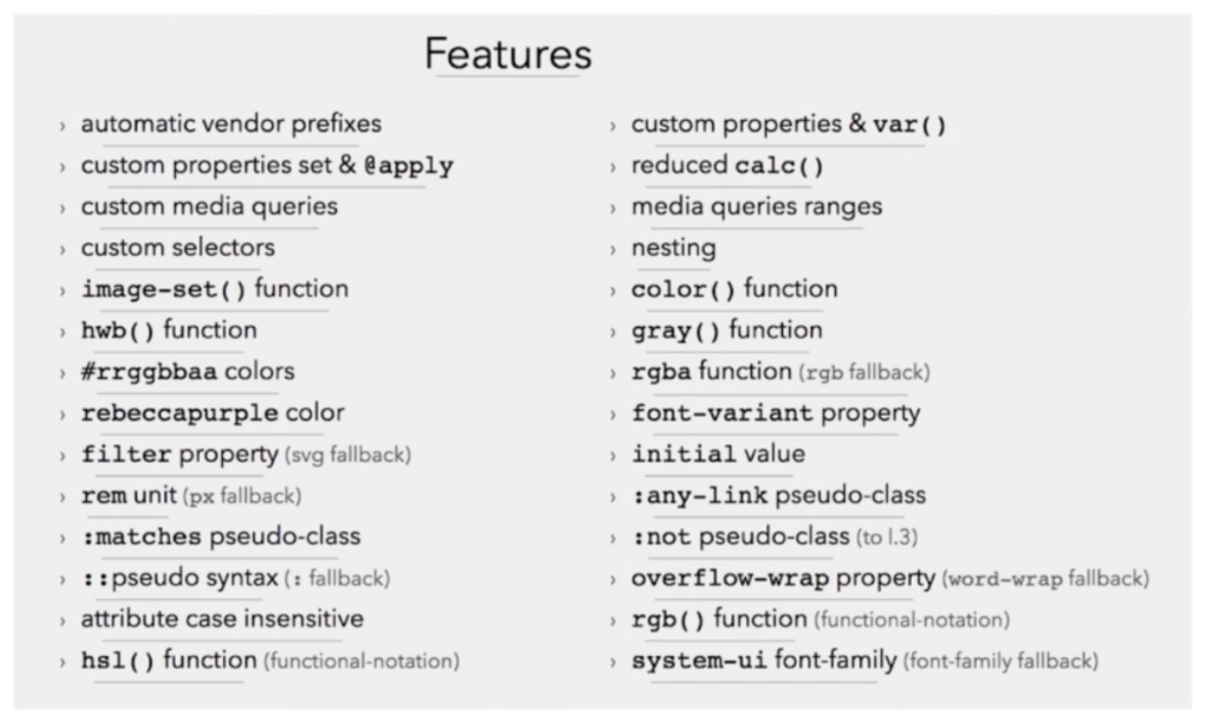 Features
› automatic vendor prefixes
› custom properties set & @apply
› custom media queries
› custom selectors
› image-set() function
› hwb() function
› #rrggbbaa colors
› rebeccapurple color
› filter property (svg fallback)
› rem unit (px fallback)
› :matches pseudo-class
› ::pseudo syntax (: fallback)
› attribute case insensitive
› hsl() function (functional-notation)
› custom properties & var()
› reduced calc()
› media queries ranges
› nesting
› color() function
› gray() function
› rgba function (rgb fallback)
› font-variant property
› initial value
› :any-link pseudo-class
› :not pseudo-class (to l.3)
› overflow-wrap property (word-wrap fallback)
› rgb() function (functional-notation)
› system-ui font-family (font-family fallback)